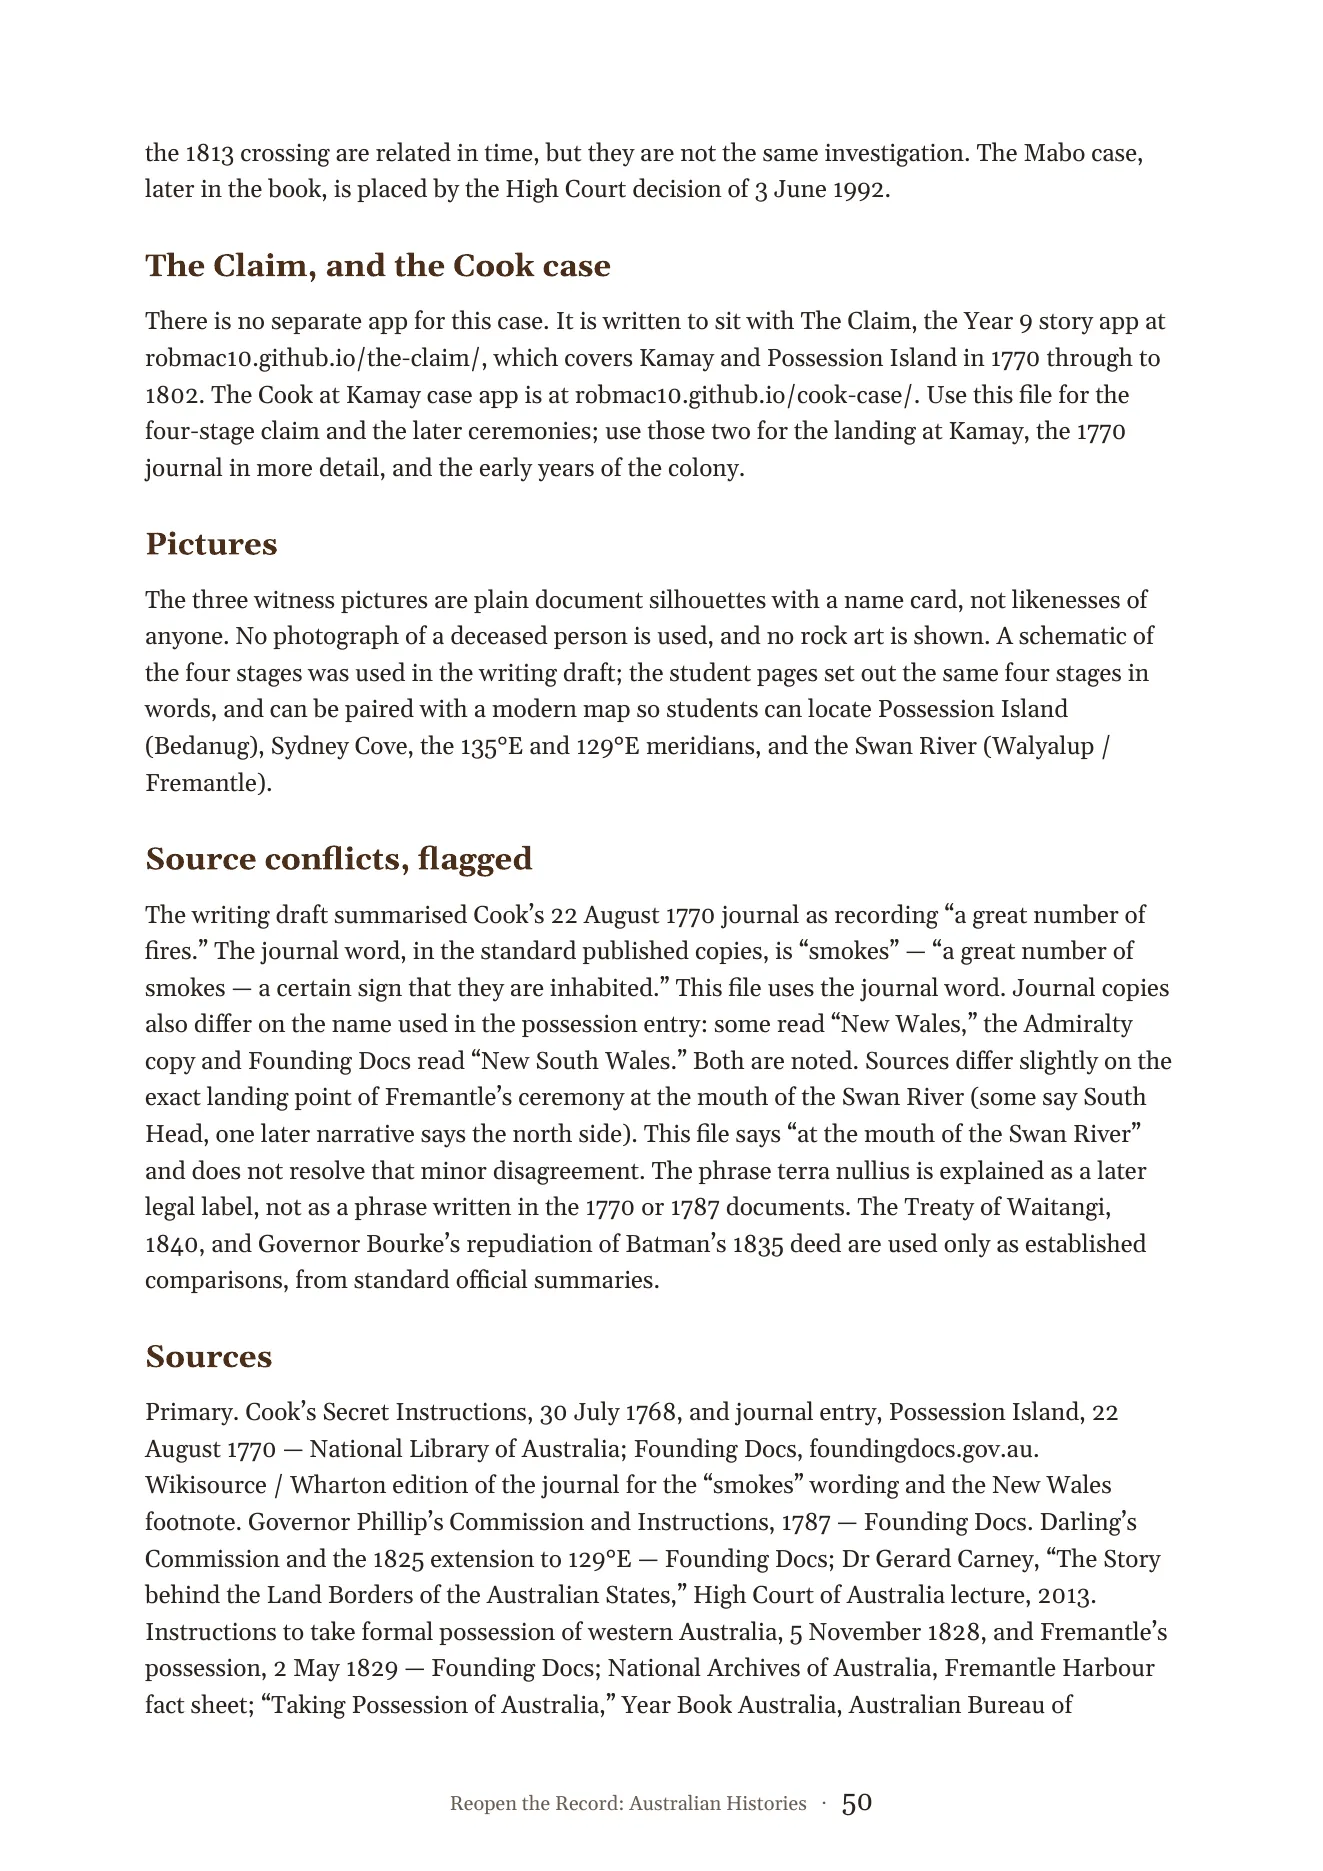 the 1813 crossing are related in time, but they are not the same investigation. The Mabo case,
later in the book, is placed by the High Court decision of 3 June 1992.
The Claim, and the Cook case
There is no separate app for this case. It is written to sit with The Claim, the Year 9 story app at
robmac10.github.io/the-claim/, which covers Kamay and Possession Island in 1770 through to
1802. The Cook at Kamay case app is at robmac10.github.io/cook-case/. Use this file for the
four-stage claim and the later ceremonies; use those two for the landing at Kamay, the 1770
journal in more detail, and the early years of the colony.
Pictures
The three witness pictures are plain document silhouettes with a name card, not likenesses of
anyone. No photograph of a deceased person is used, and no rock art is shown. A schematic of
the four stages was used in the writing draft; the student pages set out the same four stages in
words, and can be paired with a modern map so students can locate Possession Island
(Bedanug), Sydney Cove, the 135°E and 129°E meridians, and the Swan River (Walyalup /
Fremantle).
Source conflicts, flagged
The writing draft summarised Cook’s 22 August 1770 journal as recording “a great number of
fires.” The journal word, in the standard published copies, is “smokes” — “a great number of
smokes — a certain sign that they are inhabited.” This file uses the journal word. Journal copies
also differ on the name used in the possession entry: some read “New Wales,” the Admiralty
copy and Founding Docs read “New South Wales.” Both are noted. Sources differ slightly on the
exact landing point of Fremantle’s ceremony at the mouth of the Swan River (some say South
Head, one later narrative says the north side). This file says “at the mouth of the Swan River”
and does not resolve that minor disagreement. The phrase terra nullius is explained as a later
legal label, not as a phrase written in the 1770 or 1787 documents. The Treaty of Waitangi,
1840, and Governor Bourke’s repudiation of Batman’s 1835 deed are used only as established
comparisons, from standard official summaries.
Sources
Primary. Cook’s Secret Instructions, 30 July 1768, and journal entry, Possession Island, 22
August 1770 — National Library of Australia; Founding Docs, foundingdocs.gov.au.
Wikisource / Wharton edition of the journal for the “smokes” wording and the New Wales
footnote. Governor Phillip’s Commission and Instructions, 1787 — Founding Docs. Darling’s
Commission and the 1825 extension to 129°E — Founding Docs; Dr Gerard Carney, “The Story
behind the Land Borders of the Australian States,” High Court of Australia lecture, 2013.
Instructions to take formal possession of western Australia, 5 November 1828, and Fremantle’s
possession, 2 May 1829 — Founding Docs; National Archives of Australia, Fremantle Harbour
fact sheet; “Taking Possession of Australia,” Year Book Australia, Australian Bureau of
Reopen the Record: Australian Histories · 50